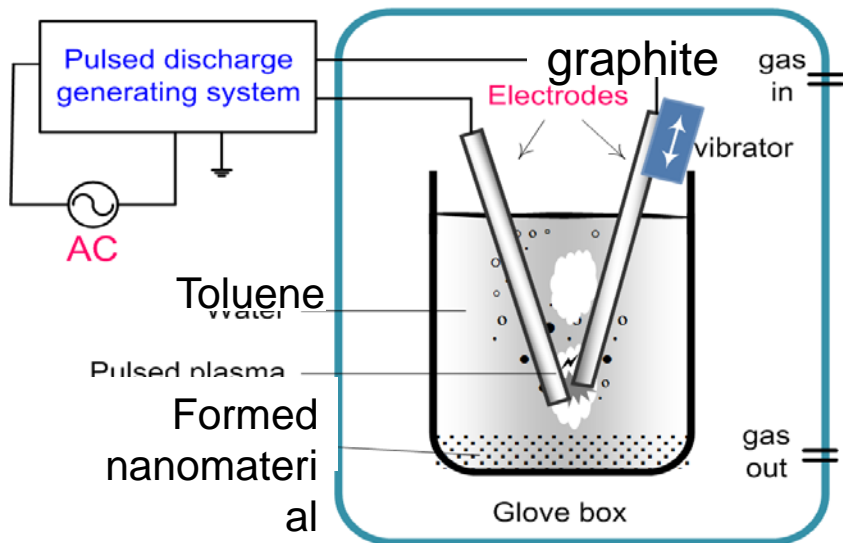 Pulsed discharge
generating system
graphite
Electrodes
gas
in
vibrator
AC
Toluene
Water
Pulsed plasma
Formed
nanomateri
al
gas
out
Glove box